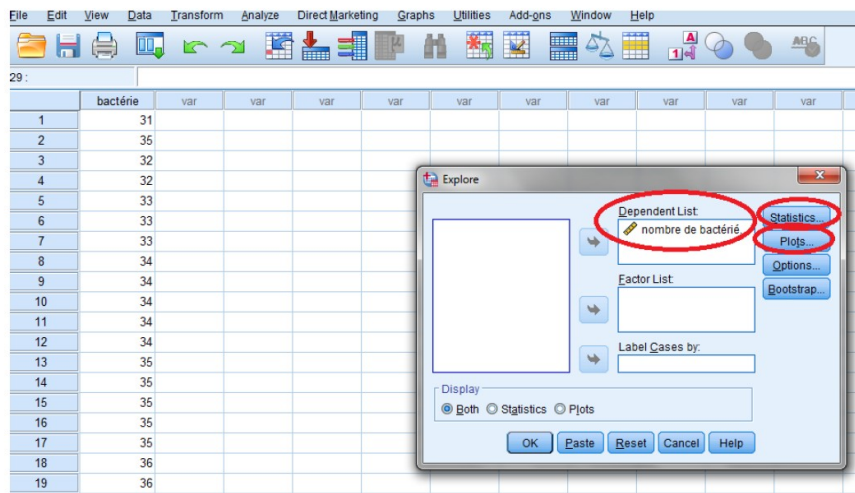 File Edit View Data Transform Analyze Direct Marketing Graphs Utilities Add-ons Window Help
29 :
bactérie var var var var var var var var var var
1 31
2 35
3 32
4 32
5 33
6 33
7 33
8 34
9 34
10 34
11 34
12 34
13 35
14 35
15 35
16 35
17 35
18 36
19 36
Explore
Dependent List:
nombre de bactérie
Statistics...
Plots...
Options...
Bootstrap...
Factor List:
Label Cases by:
Display
Both Statistics Plots
OK Paste Reset Cancel Help